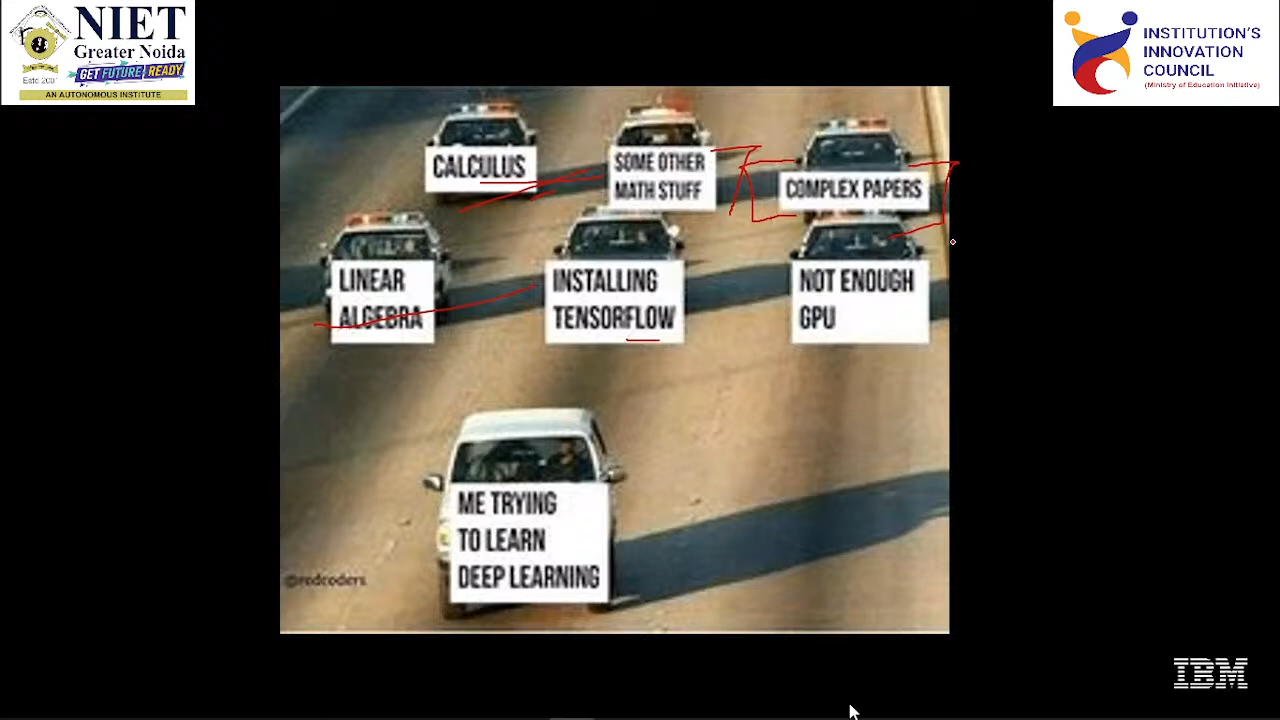 NIET
Greater Noida
GET FUTURE READY
AN AUTONOMOUS INSTITUTE
INSTITUTION'S
INNOVATION
COUNCIL
(Ministry of Education Initiative)
CALCULUS
SOME OTHER
MATH STUFF
COMPLEX PAPERS
LINEAR
ALGEBRA
INSTALLING
TENSORFLOW
NOT ENOUGH
GPU
ME TRYING
TO LEARN
DEEP LEARNING
@redcoders
IBM